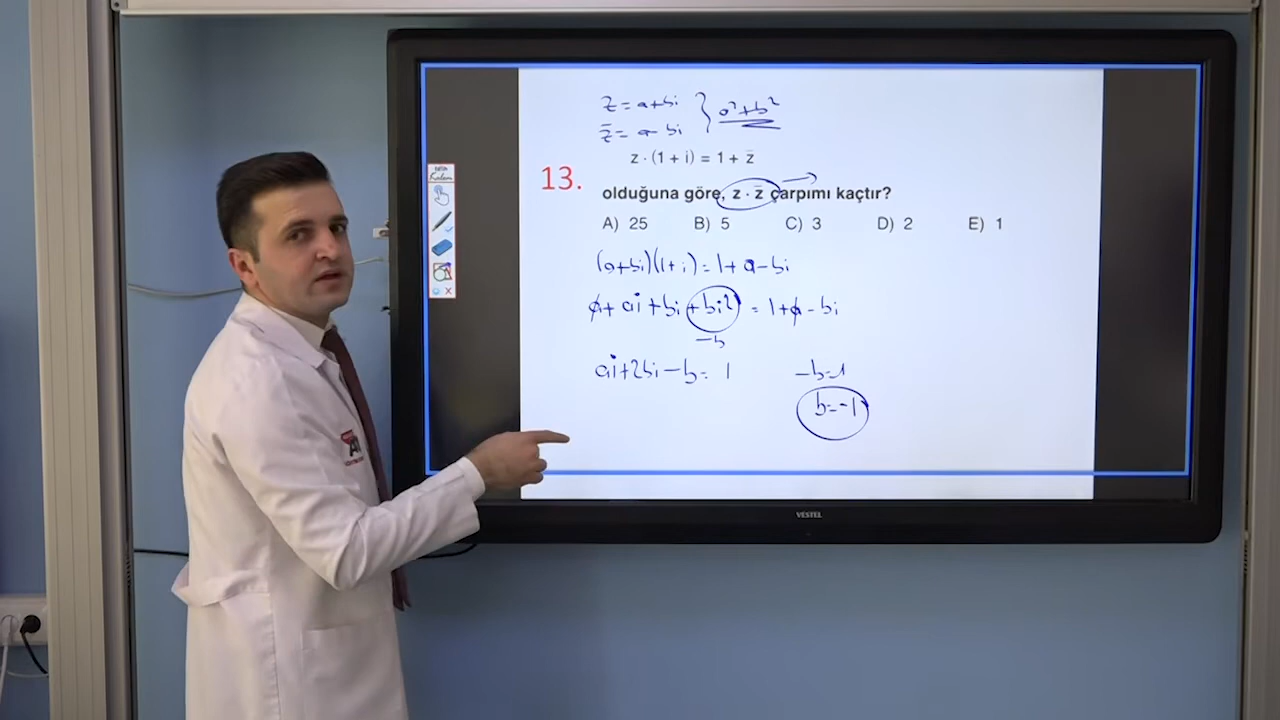 z = a+bi } a²+b²
z̄ = a-bi
z · (1 + i) = 1 + z̄
13.
olduğuna göre, z · z̄ çarpımı kaçtır?
A) 25 B) 5 C) 3 D) 2 E) 1
(a+bi)(1+i) = 1+a-bi
a + ai + bi + bi² = 1+a-bi
-b
ai+2bi-b = 1 -b=1
b=-1
VESTEL